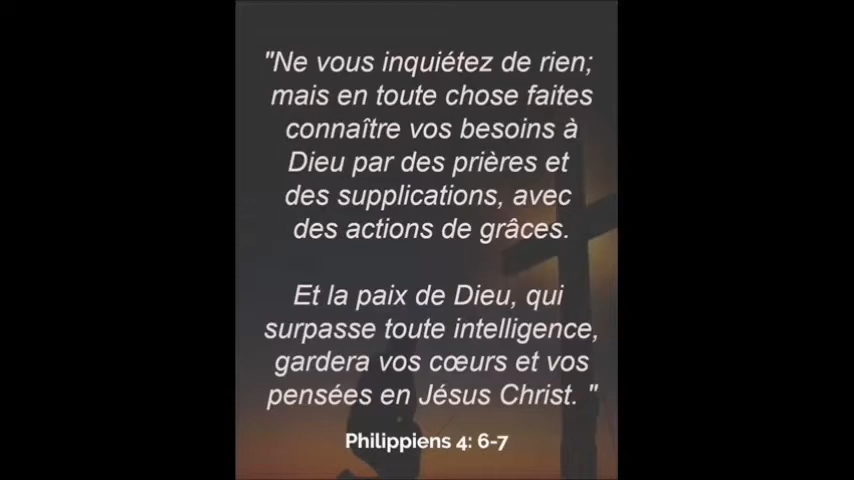 "Ne vous inquiétez de rien;
mais en toute chose faites
connaître vos besoins à
Dieu par des prières et
des supplications, avec
des actions de grâces.
Et la paix de Dieu, qui
surpasse toute intelligence,
gardera vos cœurs et vos
pensées en Jésus Christ. "
Philippiens 4: 6-7